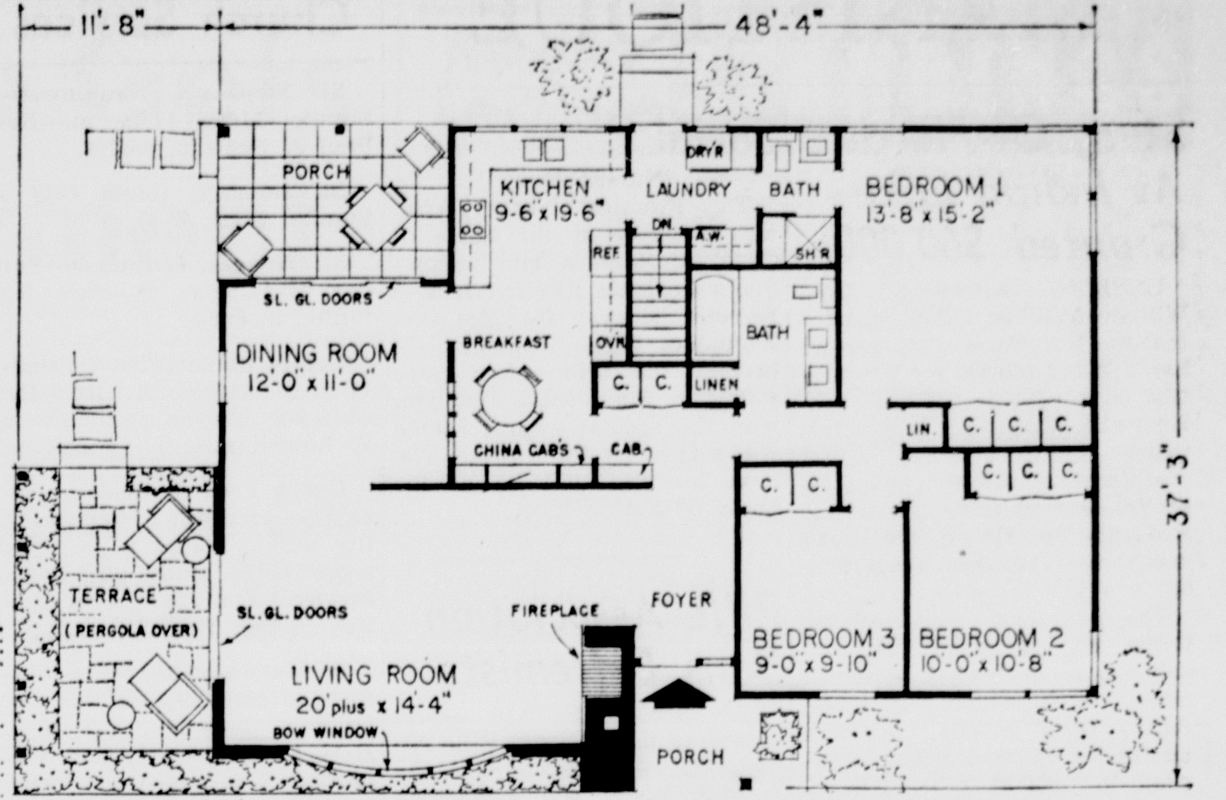 11'-8"
48'-4"
PORCH
KITCHEN
9'-6" x 19'-6"
DRY'R
LAUNDRY
BATH
BEDROOM 1
13'-8" x 15'-2"
DN.
A.W.
SH'R
REF.
SL. GL. DOORS
DINING ROOM
12'-0" x 11'-0"
BREAKFAST
OV'N
BATH
C.
C.
LINEN
CHINA CAB'S
CAB.
LIN.
C.
C.
C.
C.
C.
C.
C.
C.
37'-3"
TERRACE
(PERGOLA OVER)
SL. GL. DOORS
FIREPLACE
FOYER
LIVING ROOM
20' plus x 14'-4"
BOW WINDOW
BEDROOM 3
9'-0" x 9'-10"
BEDROOM 2
10'-0" x 10'-8"
PORCH